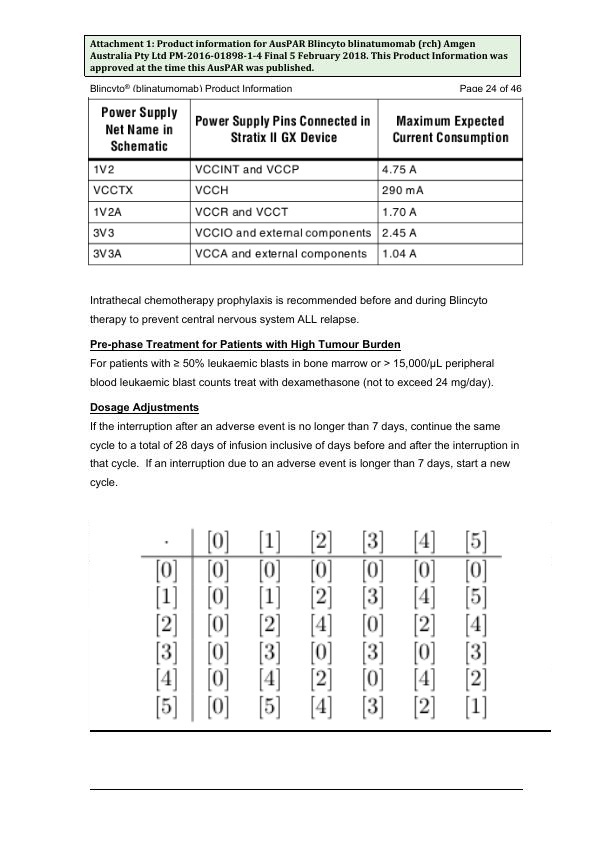 Attachment 1: Product information for AusPAR Blincyto blinatumomab (rch) Amgen
Australia Pty Ltd PM-2016-01898-1-4 Final 5 February 2018. This Product Information was
approved at the time this AusPAR was published.
Blincyto® (blinatumomab) Product Information Page 24 of 46
Power Supply Net Name in Schematic Power Supply Pins Connected in Stratix II GX Device Maximum Expected Current Consumption
1V2 VCCINT and VCCP 4.75 A
VCCTX VCCH 290 mA
1V2A VCCR and VCCT 1.70 A
3V3 VCCIO and external components 2.45 A
3V3A VCCA and external components 1.04 A
Intrathecal chemotherapy prophylaxis is recommended before and during Blincyto
therapy to prevent central nervous system ALL relapse.
Pre-phase Treatment for Patients with High Tumour Burden
For patients with ≥ 50% leukaemic blasts in bone marrow or > 15,000/μL peripheral
blood leukaemic blast counts treat with dexamethasone (not to exceed 24 mg/day).
Dosage Adjustments
If the interruption after an adverse event is no longer than 7 days, continue the same
cycle to a total of 28 days of infusion inclusive of days before and after the interruption in
that cycle.  If an interruption due to an adverse event is longer than 7 days, start a new
cycle.
· [0] [1] [2] [3] [4] [5]
[0] [0] [0] [0] [0] [0] [0]
[1] [0] [1] [2] [3] [4] [5]
[2] [0] [2] [4] [0] [2] [4]
[3] [0] [3] [0] [3] [0] [3]
[4] [0] [4] [2] [0] [4] [2]
[5] [0] [5] [4] [3] [2] [1]